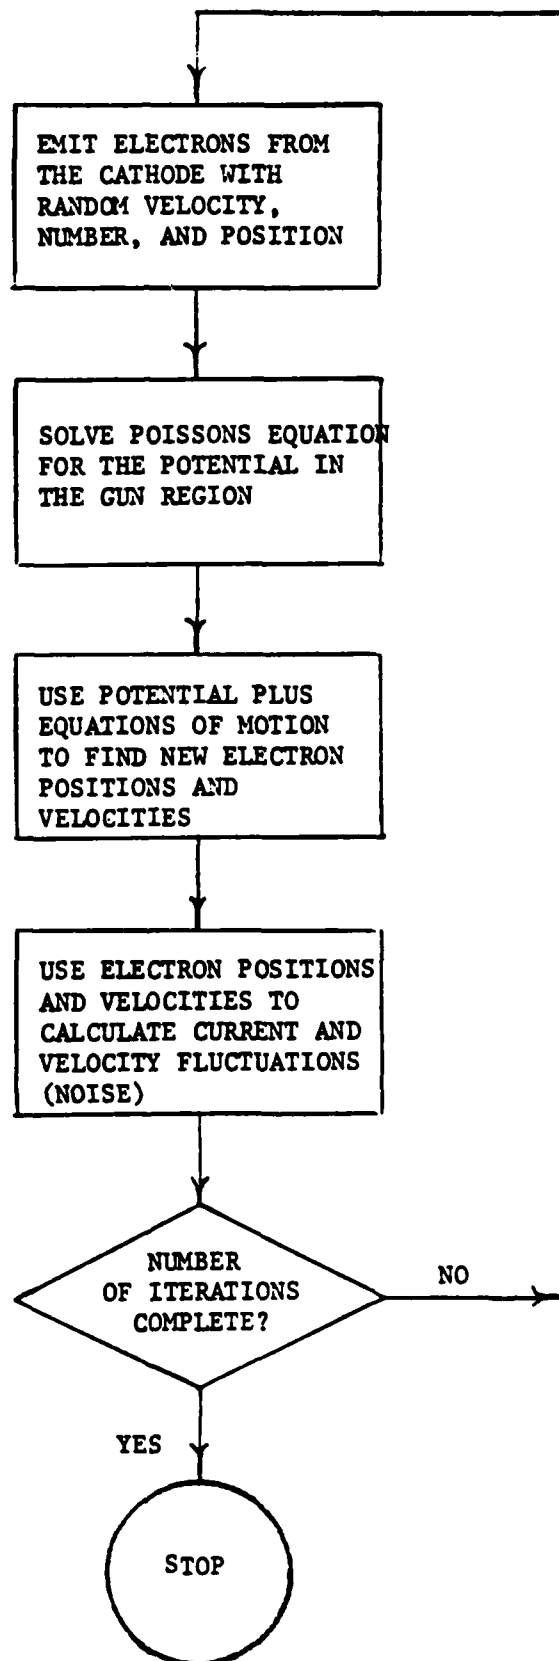 EMIT ELECTRONS FROM
THE CATHODE WITH
RANDOM VELOCITY,
NUMBER, AND POSITION
SOLVE POISSONS EQUATION
FOR THE POTENTIAL IN
THE GUN REGION
USE POTENTIAL PLUS
EQUATIONS OF MOTION
TO FIND NEW ELECTRON
POSITIONS AND
VELOCITIES
USE ELECTRON POSITIONS
AND VELOCITIES TO
CALCULATE CURRENT AND
VELOCITY FLUCTUATIONS
(NOISE)
NUMBER
OF ITERATIONS
COMPLETE?
NO
YES
STOP